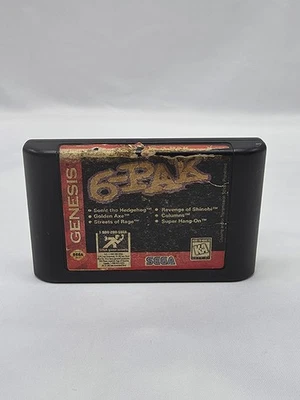 GENESIS
6-PAK
• Sonic the Hedgehog™ • Revenge of Shinobi™
• Golden Axe™ • Columns™
• Streets of Rage™ • Super Hang-On™
SEGA
K-A
SEGA